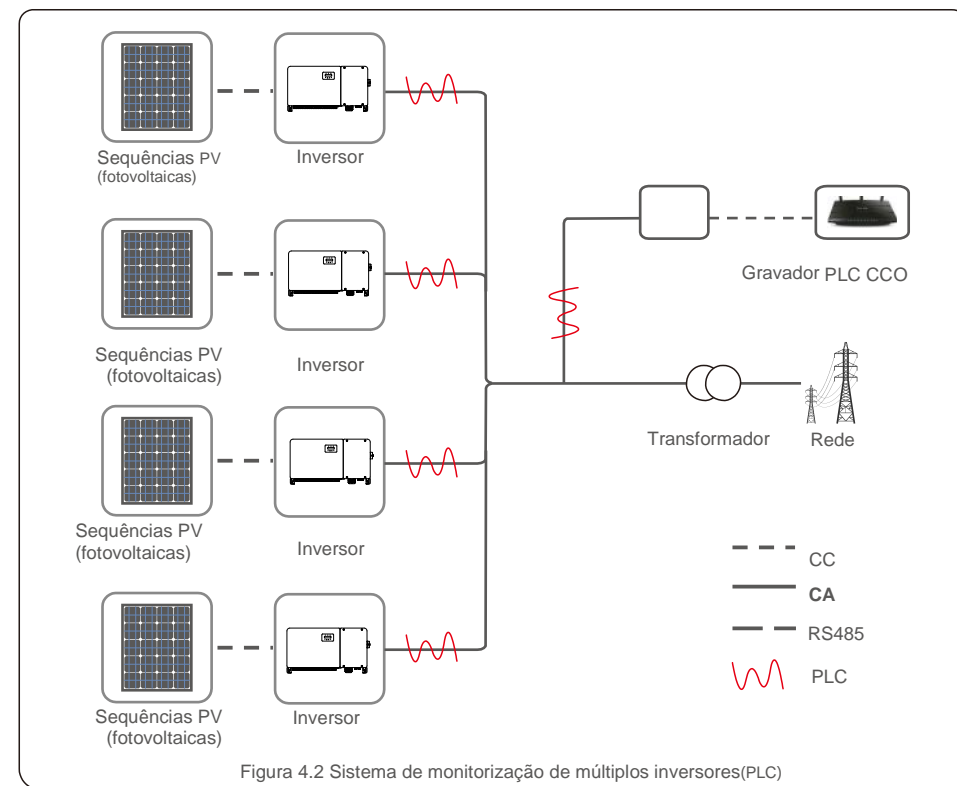 Sequências PV
(fotovoltaicas)
Inversor
Sequências PV
(fotovoltaicas)
Inversor
Sequências PV
(fotovoltaicas)
Inversor
Sequências PV
(fotovoltaicas)
Inversor
Gravador PLC CCO
Transformador
Rede
CC
CA
RS485
PLC
Figura 4.2 Sistema de monitorização de múltiplos inversores(PLC)